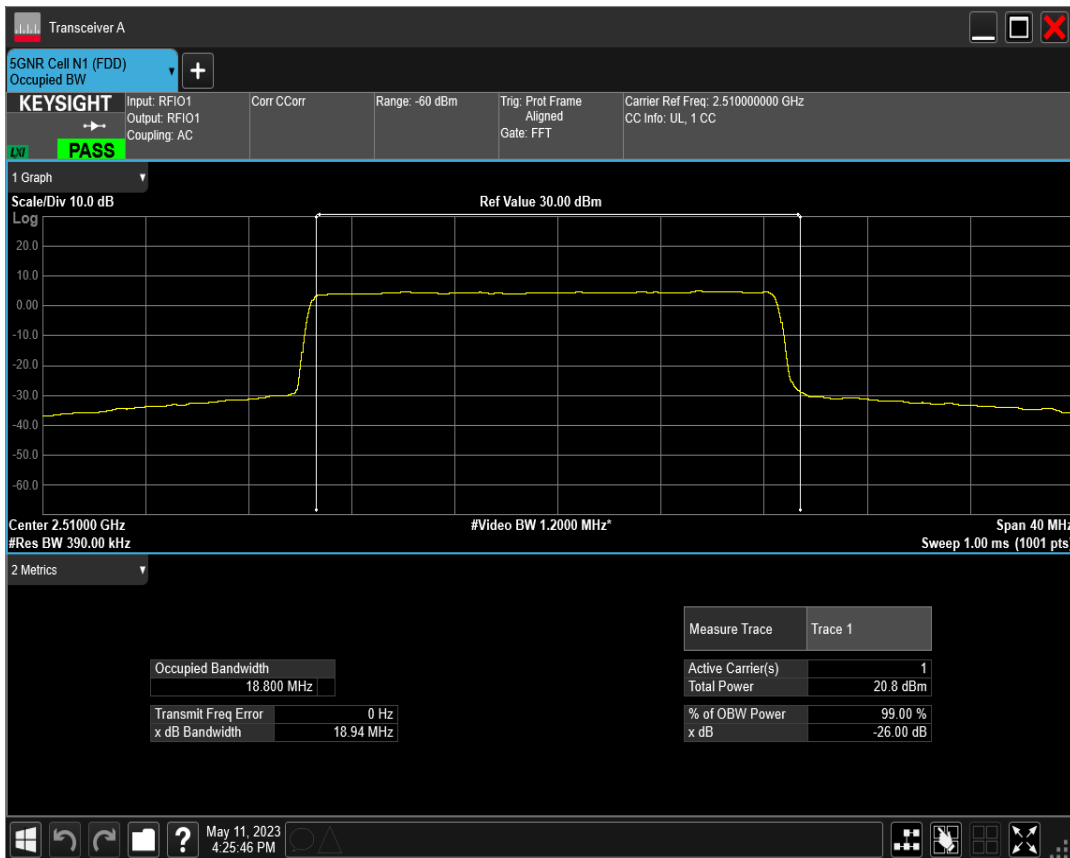 Transceiver A
5GNR Cell N1 (FDD)
Occupied BW
+
KEYSIGHT
LXI
PASS
Input: RFIO1
Output: RFIO1
Coupling: AC
Corr CCorr
Range: -60 dBm
Trig: Prot Frame
Aligned
Gate: FFT
Carrier Ref Freq: 2.510000000 GHz
CC Info: UL, 1 CC
1 Graph
Scale/Div 10.0 dB
Ref Value 30.00 dBm
Log
20.0
10.0
0.00
-10.0
-20.0
-30.0
-40.0
-50.0
-60.0
Center 2.51000 GHz
#Video BW 1.2000 MHz*
Span 40 MHz
#Res BW 390.00 kHz
Sweep 1.00 ms (1001 pts)
2 Metrics
Measure Trace Trace 1
Occupied Bandwidth
18.800 MHz
Transmit Freq Error 0 Hz
x dB Bandwidth 18.94 MHz
Active Carrier(s) 1
Total Power 20.8 dBm
% of OBW Power 99.00 %
x dB -26.00 dB
?
May 11, 2023
4:25:46 PM